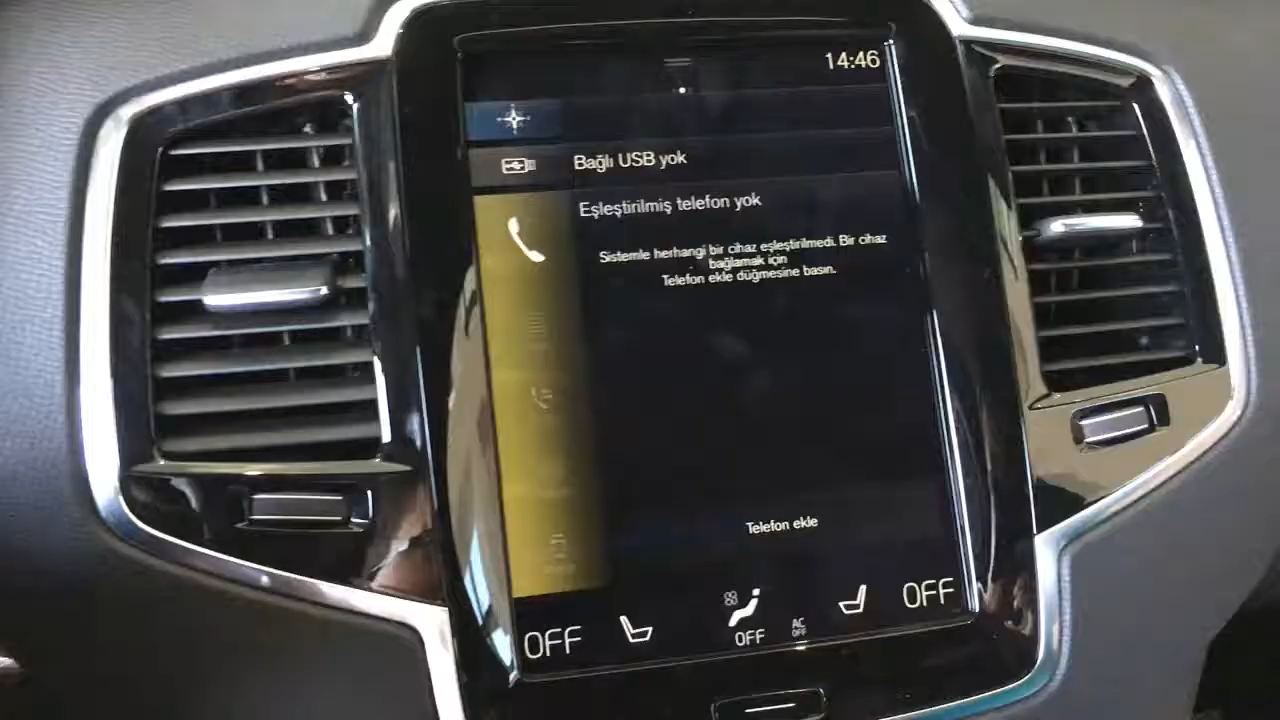 14:46
Bağlı USB yok
Eşleştirilmiş telefon yok
Sistemle herhangi bir cihaz eşleştirilmedi. Bir cihaz
bağlamak için
Telefon ekle düğmesine basın.
Telefon ekle
OFF
OFF
AC
OFF
OFF